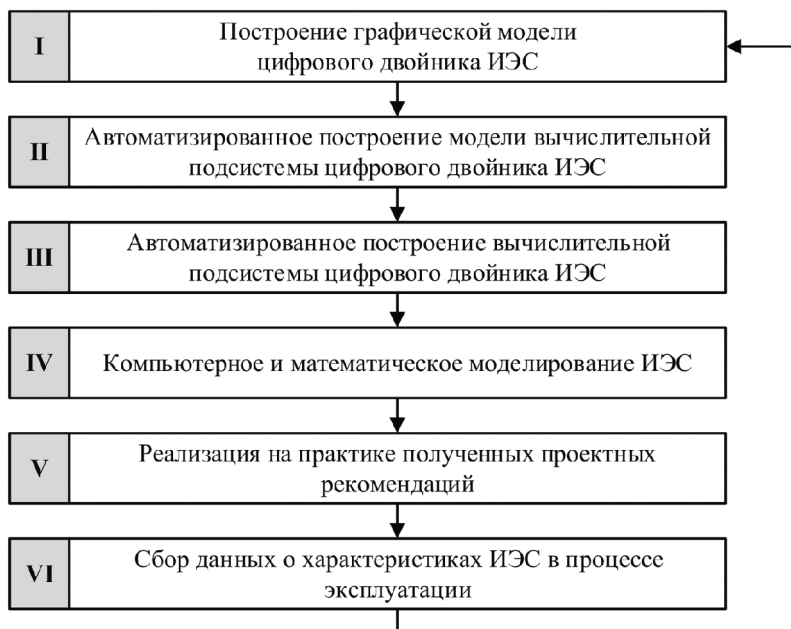 I
Построение графической модели
цифрового двойника ИЭС
II
Автоматизированное построение модели вычислительной
подсистемы цифрового двойника ИЭС
III
Автоматизированное построение вычислительной
подсистемы цифрового двойника ИЭС
IV
Компьютерное и математическое моделирование ИЭС
V
Реализация на практике полученных проектных
рекомендаций
VI
Сбор данных о характеристиках ИЭС в процессе
эксплуатации